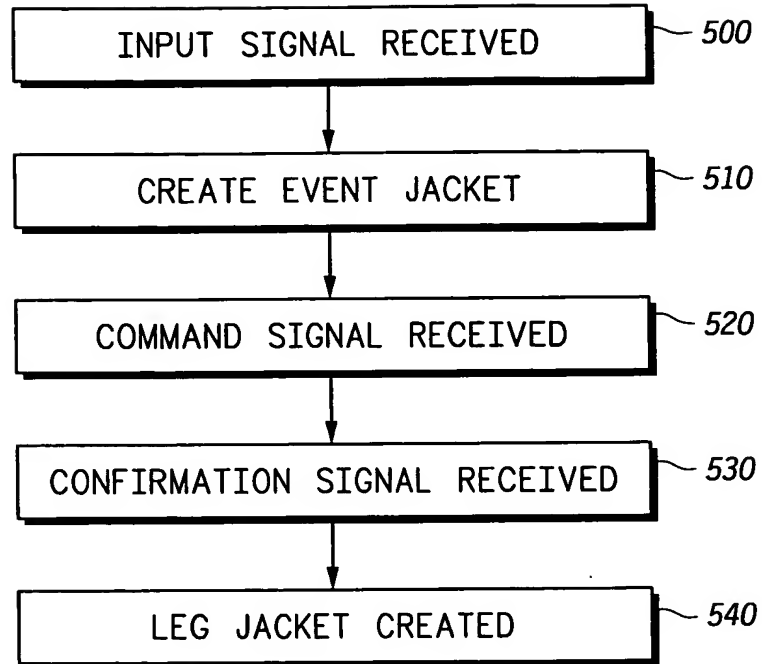 INPUT SIGNAL RECEIVED 500
CREATE EVENT JACKET 510
COMMAND SIGNAL RECEIVED 520
CONFIRMATION SIGNAL RECEIVED 530
LEG JACKET CREATED 540